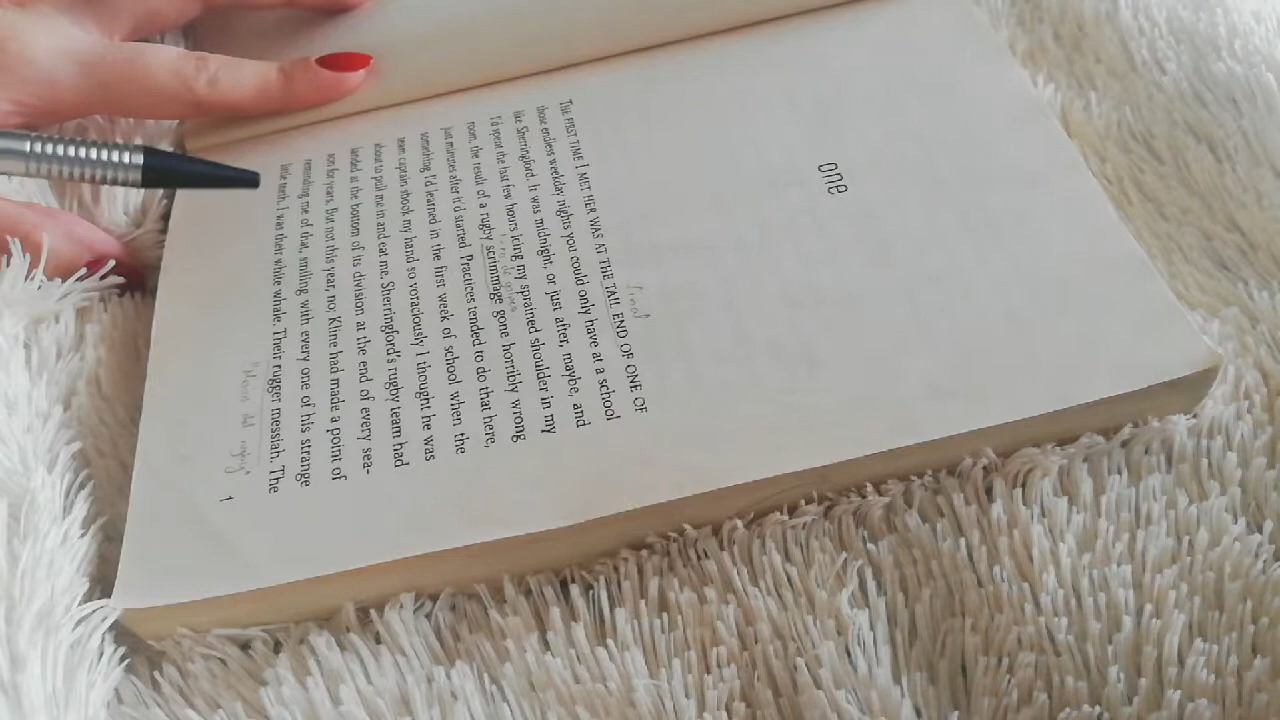 one
THE FIRST TIME I MET HER WAS AT THE TAIL END OF ONE OF
final
those endless weekday nights you could only have at a school
like Sherringford. It was midnight, or just after, maybe, and
I'd spent the last few hours icing my sprained shoulder in my
room, the result of a rugby scrimmage gone horribly wrong
just minutes after it'd started. Practices tended to do that here,
something I'd learned in the first week of school when the
team captain shook my hand so voraciously I thought he was
about to pull me in and eat me. Sherringford's rugby team had
landed at the bottom of its division at the end of every sea-
son for years. But not this year, no; Kline had made a point of
reminding me of that, smiling with every one of his strange
little teeth. I was their white whale. Their rugger messiah. The
del rugby"
1